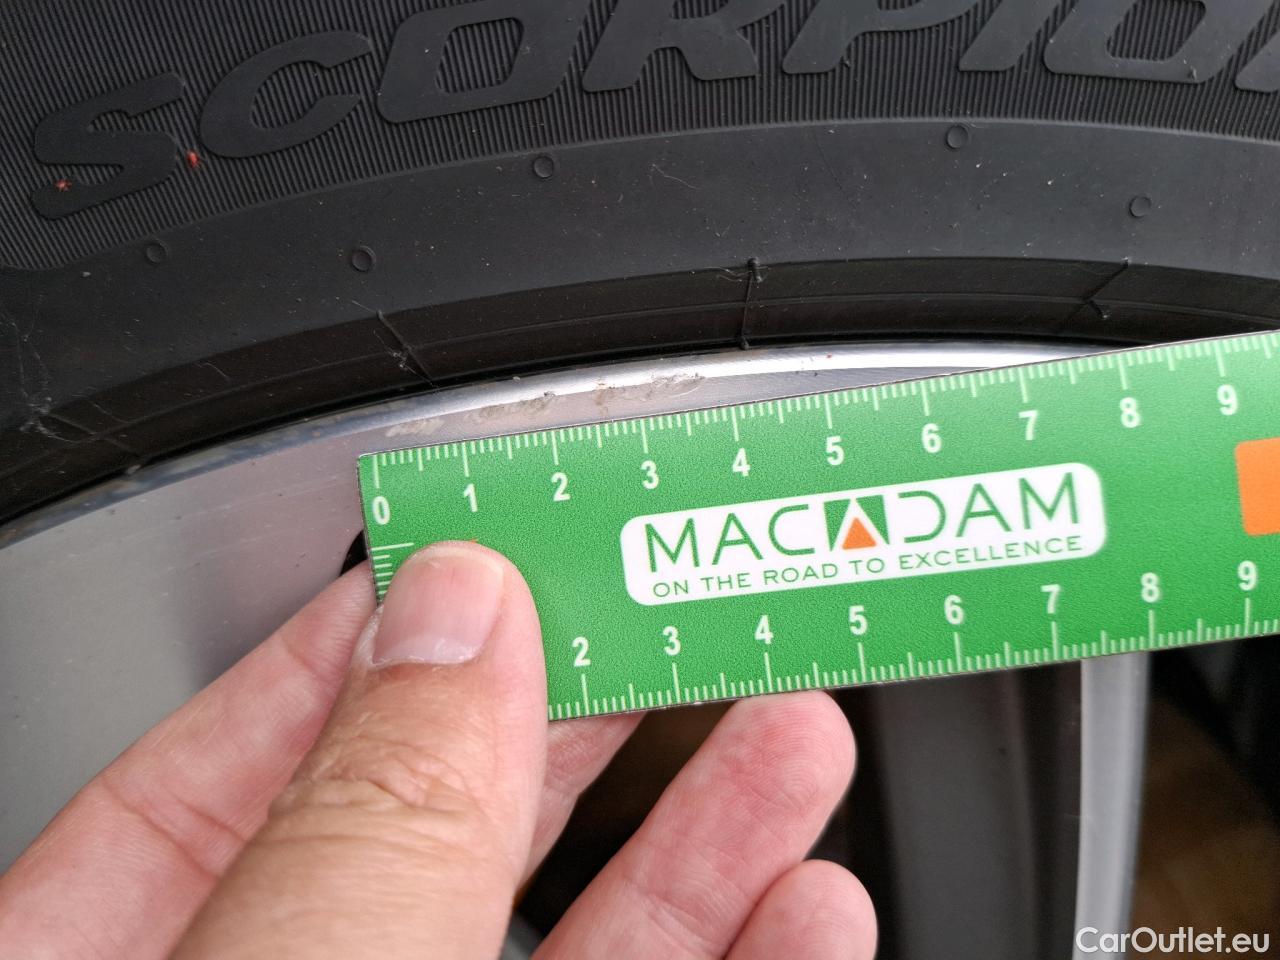 SCORPIO
0 1 2 3 4 5 6 7 8 9
MACADAM
ON THE ROAD TO EXCELLENCE
2 3 4 5 6 7 8 9
CarOutlet.eu